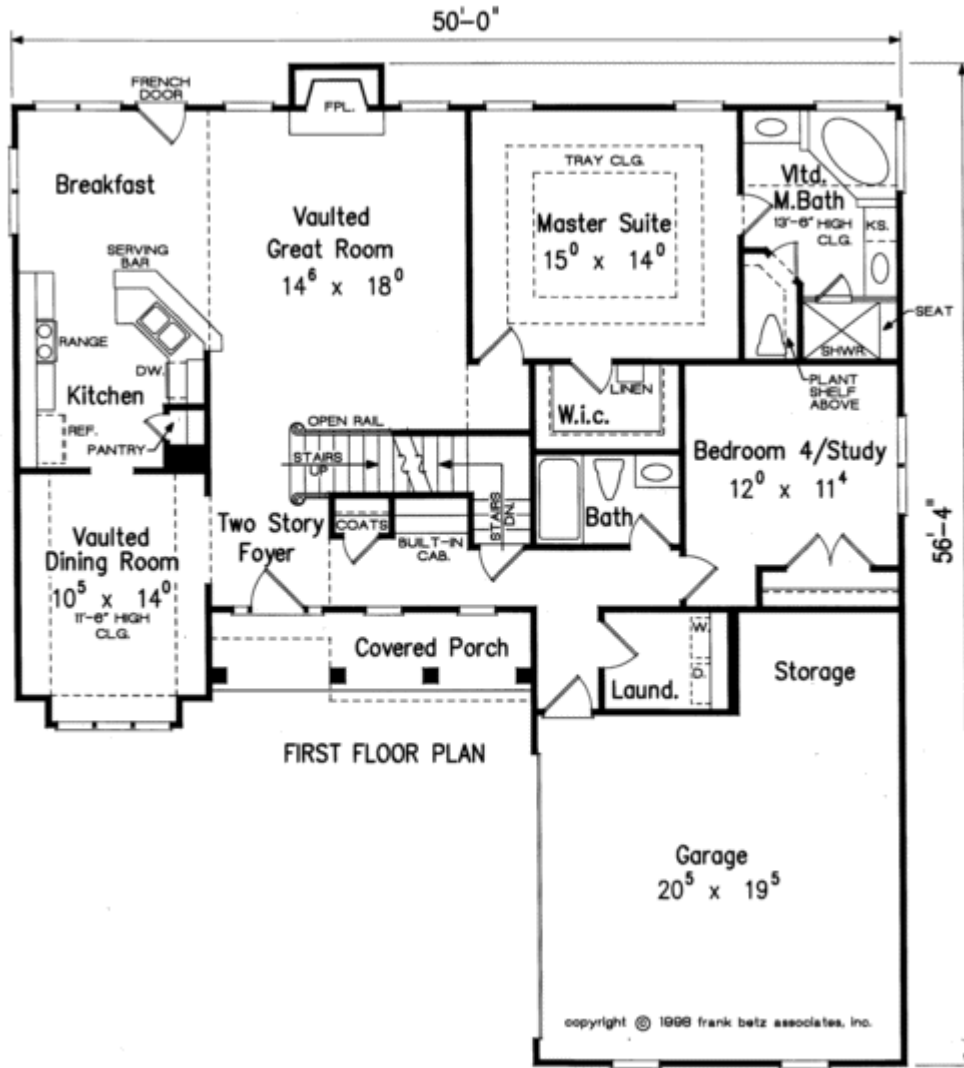 50'-0"
FRENCH
DOOR
FPL.
Breakfast
Vaulted
Great Room
14⁶ x 18⁰
TRAY CLG.
Master Suite
15⁰ x 14⁰
Vltd.
M.Bath
13'-6" HIGH
CLG.
KS.
SERVING
BAR
RANGE
DW.
Kitchen
REF.
PANTRY
SEAT
SHWR.
PLANT
SHELF
ABOVE
LINEN
W.i.c.
OPEN RAIL
STAIRS
UP
STAIRS
DN.
Bedroom 4/Study
12⁰ x 11⁴
Bath
COATS
BUILT-IN
CAB.
Two Story
Foyer
Vaulted
Dining Room
10⁵ x 14⁰
11'-6" HIGH
CLG.
56'-4"
Covered Porch
W.
D.
Laund.
Storage
FIRST FLOOR PLAN
Garage
20⁵ x 19⁵
copyright © 1998 frank betz associates, inc.